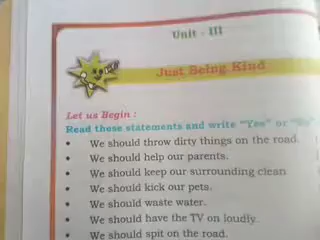 Unit - III
Just Being Kind
Let us Begin :
Read these statements and write "Yes" or "No"
We should throw dirty things on the road.
We should help our parents.
We should keep our surrounding clean
We should kick our pets.
We should waste water.
We should have the TV on loudly.
We should spit on the road.